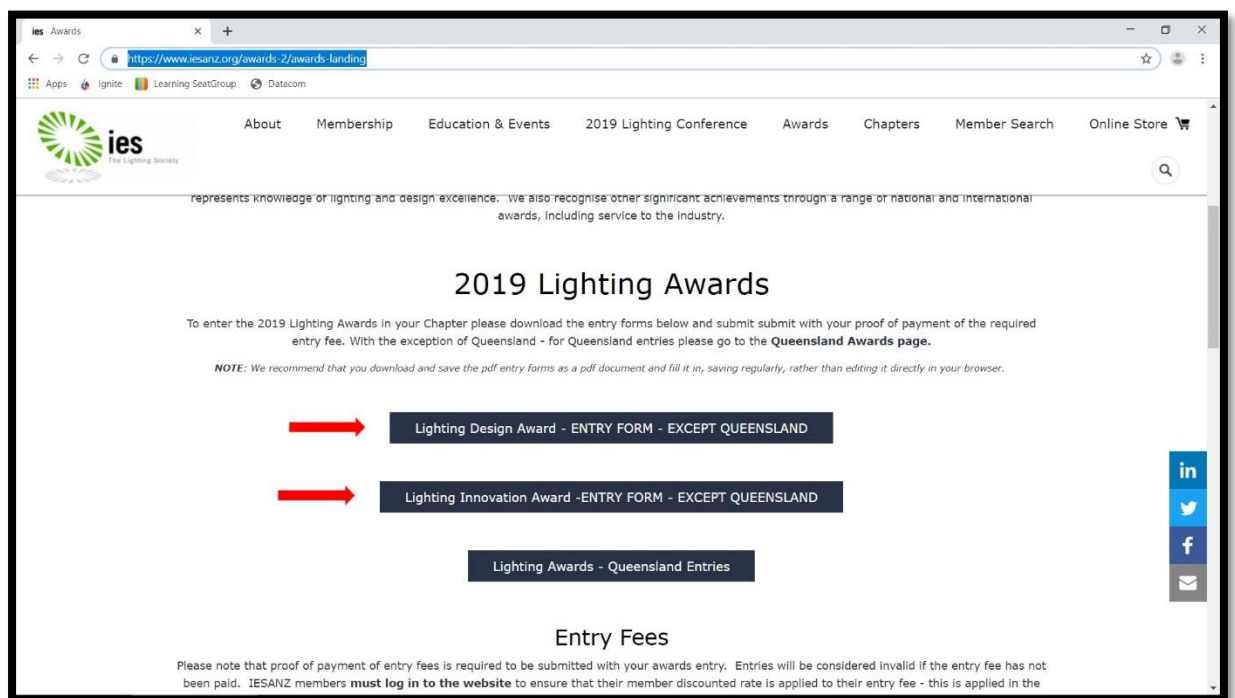 ies Awards
https://www.iesanz.org/awards-2/awards-landing
Apps Ignite Learning SeatGroup Datacom
ies
The Lighting Society
About Membership Education & Events 2019 Lighting Conference Awards Chapters Member Search Online Store
represents knowledge of lighting and design excellence. We also recognise other significant achievements through a range of national and international
awards, including service to the industry.
2019 Lighting Awards
To enter the 2019 Lighting Awards in your Chapter please download the entry forms below and submit submit with your proof of payment of the required
entry fee. With the exception of Queensland - for Queensland entries please go to the Queensland Awards page.
NOTE: We recommend that you download and save the pdf entry forms as a pdf document and fill it in, saving regularly, rather than editing it directly in your browser.
Lighting Design Award - ENTRY FORM - EXCEPT QUEENSLAND
Lighting Innovation Award -ENTRY FORM - EXCEPT QUEENSLAND
Lighting Awards - Queensland Entries
in
f
Entry Fees
Please note that proof of payment of entry fees is required to be submitted with your awards entry. Entries will be considered invalid if the entry fee has not
been paid. IESANZ members must log in to the website to ensure that their member discounted rate is applied to their entry fee - this is applied in the